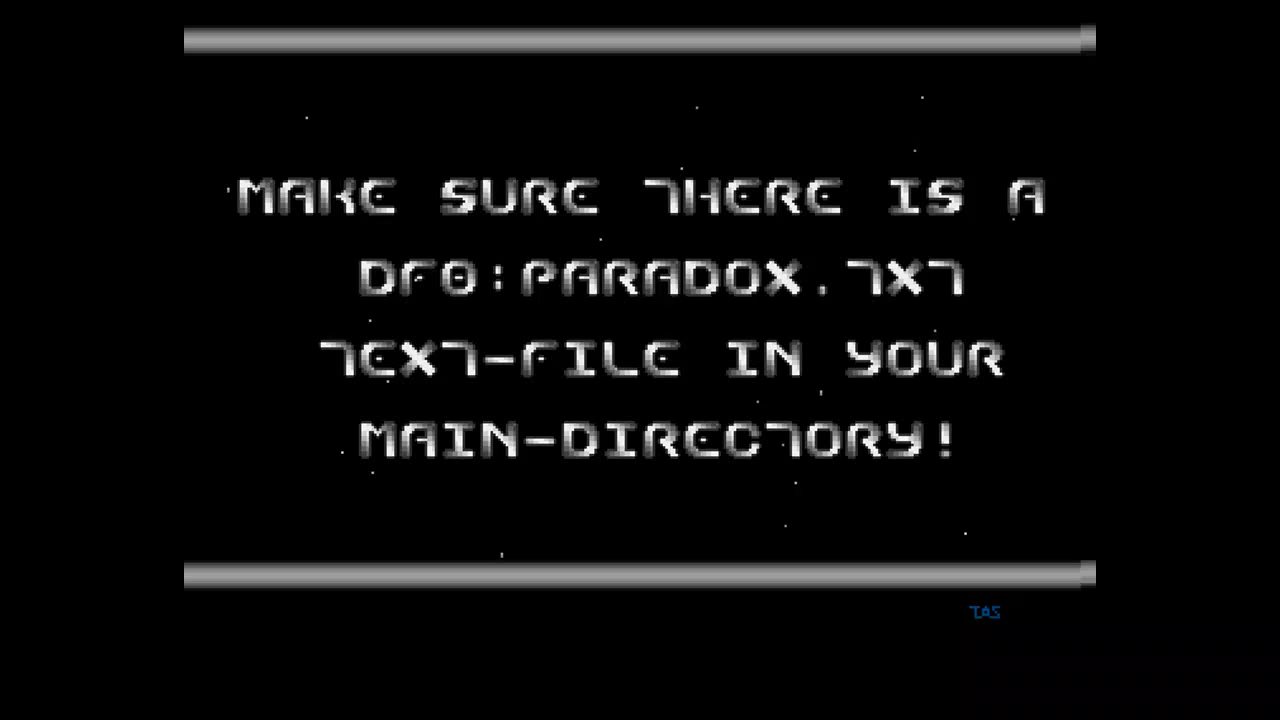 MAKE SURE THERE IS A
DF0:PARADOX.TXT
TEXT-FILE IN YOUR
MAIN-DIRECTORY!
TAS